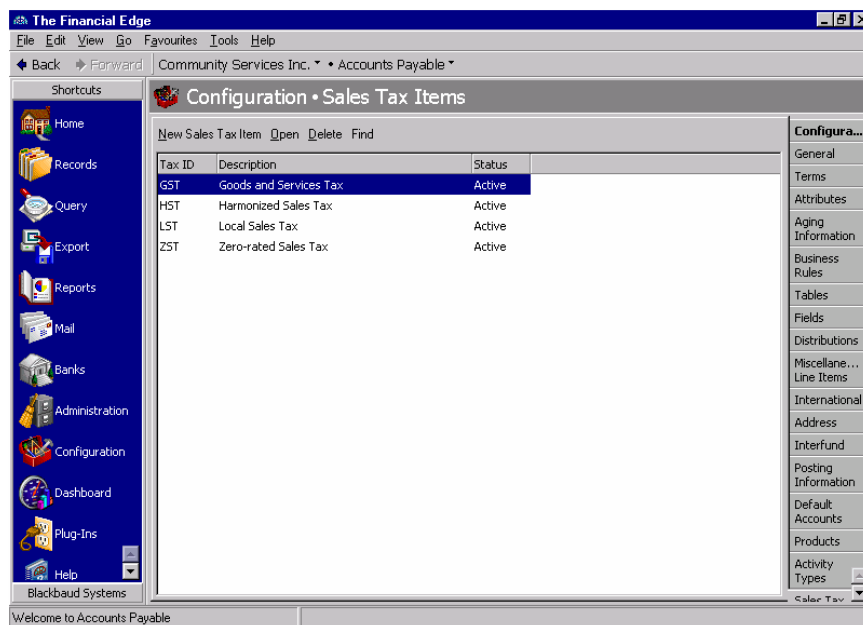 The Financial Edge
File Edit View Go Favourites Tools Help
Back Forward Community Services Inc. • Accounts Payable
Shortcuts
Home
Records
Query
Export
Reports
Mail
Banks
Administration
Configuration
Dashboard
Plug-Ins
Help
Blackbaud Systems
Configuration • Sales Tax Items
New Sales Tax Item Open Delete Find
Tax ID Description Status
GST Goods and Services Tax Active
HST Harmonized Sales Tax Active
LST Local Sales Tax Active
ZST Zero-rated Sales Tax Active
Configura...
General
Terms
Attributes
Aging
Information
Business
Rules
Tables
Fields
Distributions
Miscellane...
Line Items
International
Address
Interfund
Posting
Information
Default
Accounts
Products
Activity
Types
Sales Tax
Welcome to Accounts Payable